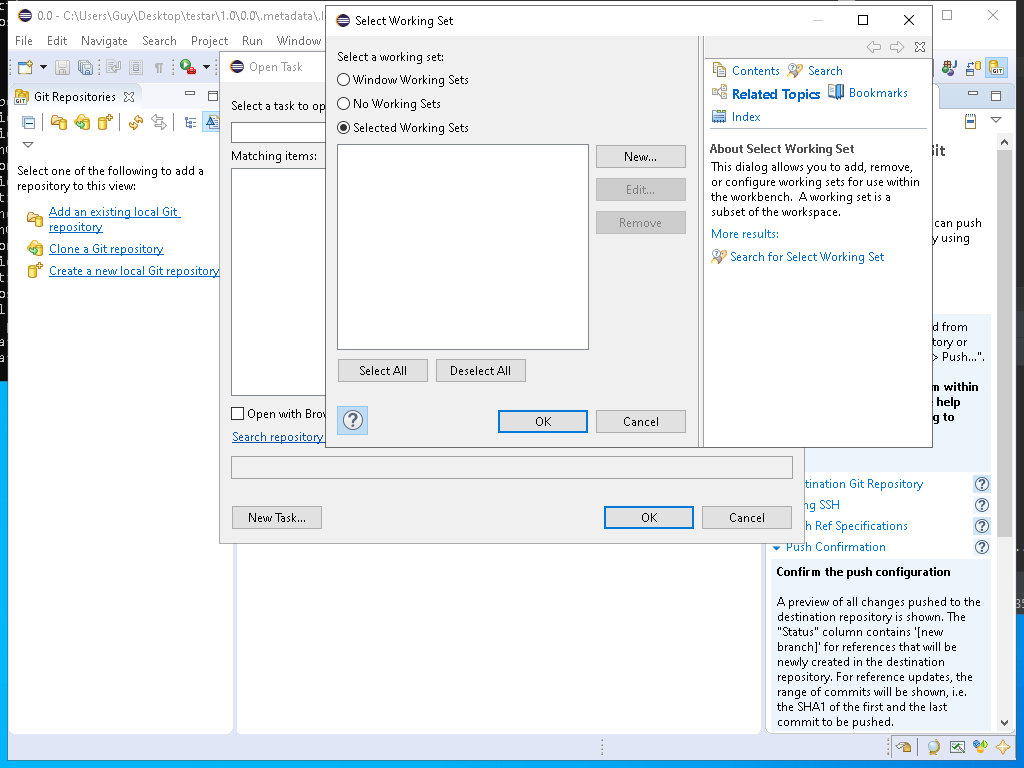 0.0 - C:\Users\Guy\Desktop\testar\1.0\0.0\.metadata\.
File Edit Navigate Search Project Run Window
Git Repositories
Select one of the following to add a
repository to this view:
Add an existing local Git
repository
Clone a Git repository
Create a new local Git repository
Open Task
Select a task to op
Matching items:
Open with Brow
Search repository
New Task...
OK
Cancel
Select Working Set
Select a working set:
Window Working Sets
No Working Sets
Selected Working Sets
New...
Edit...
Remove
Select All
Deselect All
OK
Cancel
Contents
Search
Related Topics
Bookmarks
Index
About Select Working Set
This dialog allows you to add, remove,
or configure working sets for use within
the workbench. A working set is a
subset of the workspace.
More results:
Search for Select Working Set
GIT
can push
using
d from
tory or
> Push...".
m within
help
g to
tination Git Repository
g SSH
h Ref Specifications
Push Confirmation
Confirm the push configuration
A preview of all changes pushed to the
destination repository is shown. The
"Status" column contains '[new
branch]' for references that will be
newly created in the destination
repository. For reference updates, the
range of commits will be shown, i.e.
the SHA1 of the first and the last
commit to be pushed.